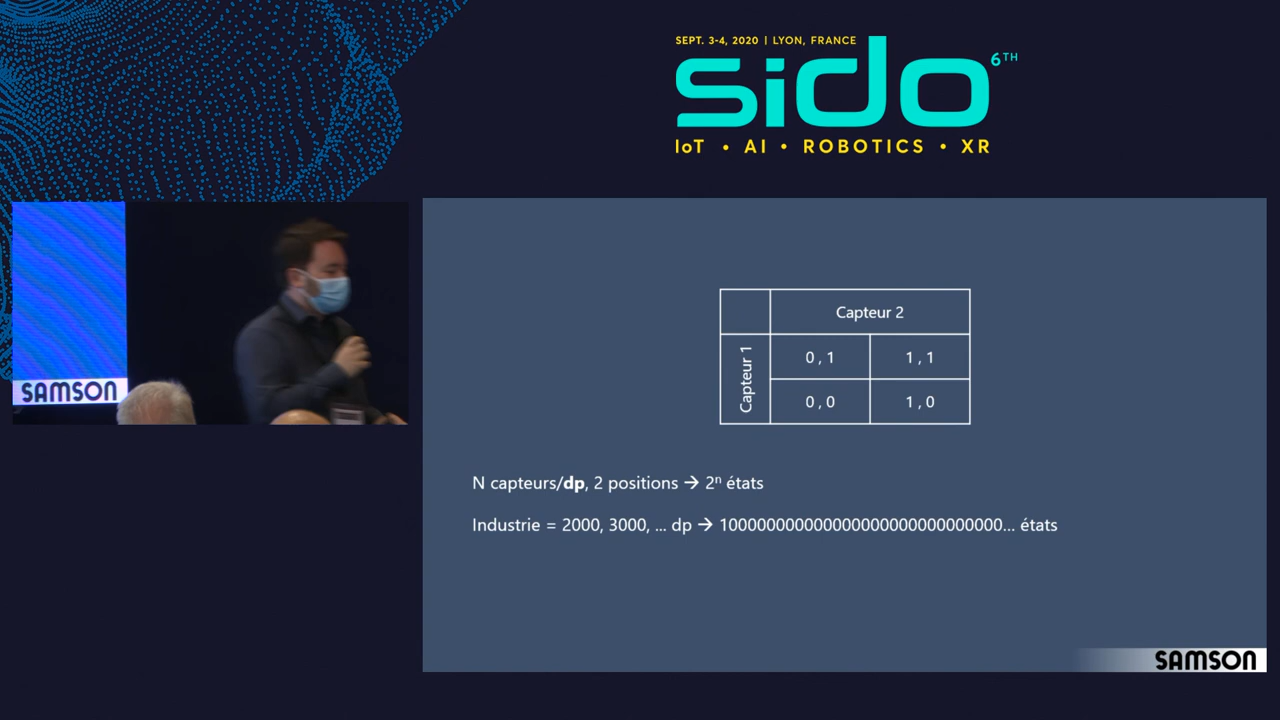 SEPT. 3-4, 2020 | LYON, FRANCE
sido 6TH
IoT • AI • ROBOTICS • XR
SAMSON
Capteur 2
Capteur 1
0 , 1
1 , 1
0 , 0
1 , 0
N capteurs/dp, 2 positions → 2ⁿ états
Industrie = 2000, 3000, ... dp → 10000000000000000000000000000000... états
SAMSON